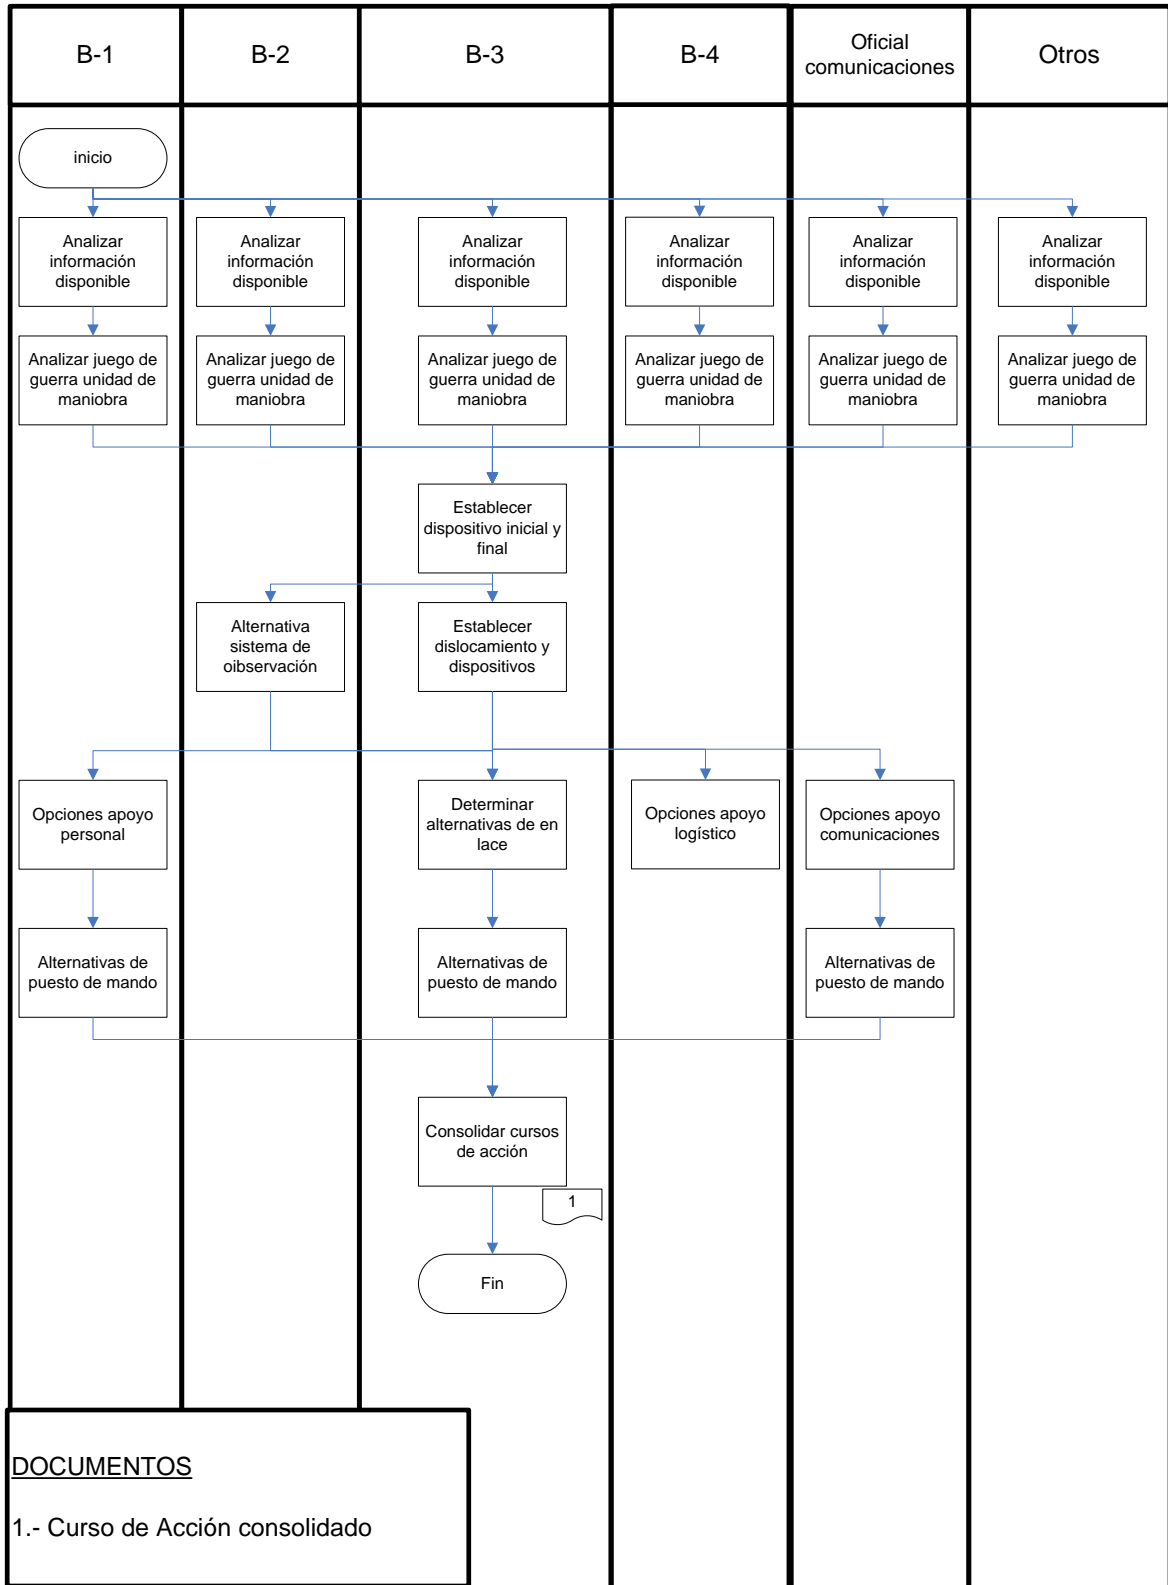 B-1
B-2
B-3
B-4
Oficial
comunicaciones
Otros
inicio
Analizar
información
disponible
Analizar
información
disponible
Analizar
información
disponible
Analizar
información
disponible
Analizar
información
disponible
Analizar
información
disponible
Analizar juego de
guerra unidad de
maniobra
Analizar juego de
guerra unidad de
maniobra
Analizar juego de
guerra unidad de
maniobra
Analizar juego de
guerra unidad de
maniobra
Analizar juego de
guerra unidad de
maniobra
Analizar juego de
guerra unidad de
maniobra
Establecer
dispositivo inicial y
final
Alternativa
sistema de
oibservación
Establecer
dislocamiento y
dispositivos
Opciones apoyo
personal
Determinar
alternativas de en
lace
Opciones apoyo
logístico
Opciones apoyo
comunicaciones
Alternativas de
puesto de mando
Alternativas de
puesto de mando
Alternativas de
puesto de mando
Consolidar cursos
de acción
1
Fin
DOCUMENTOS
1.- Curso de Acción consolidado